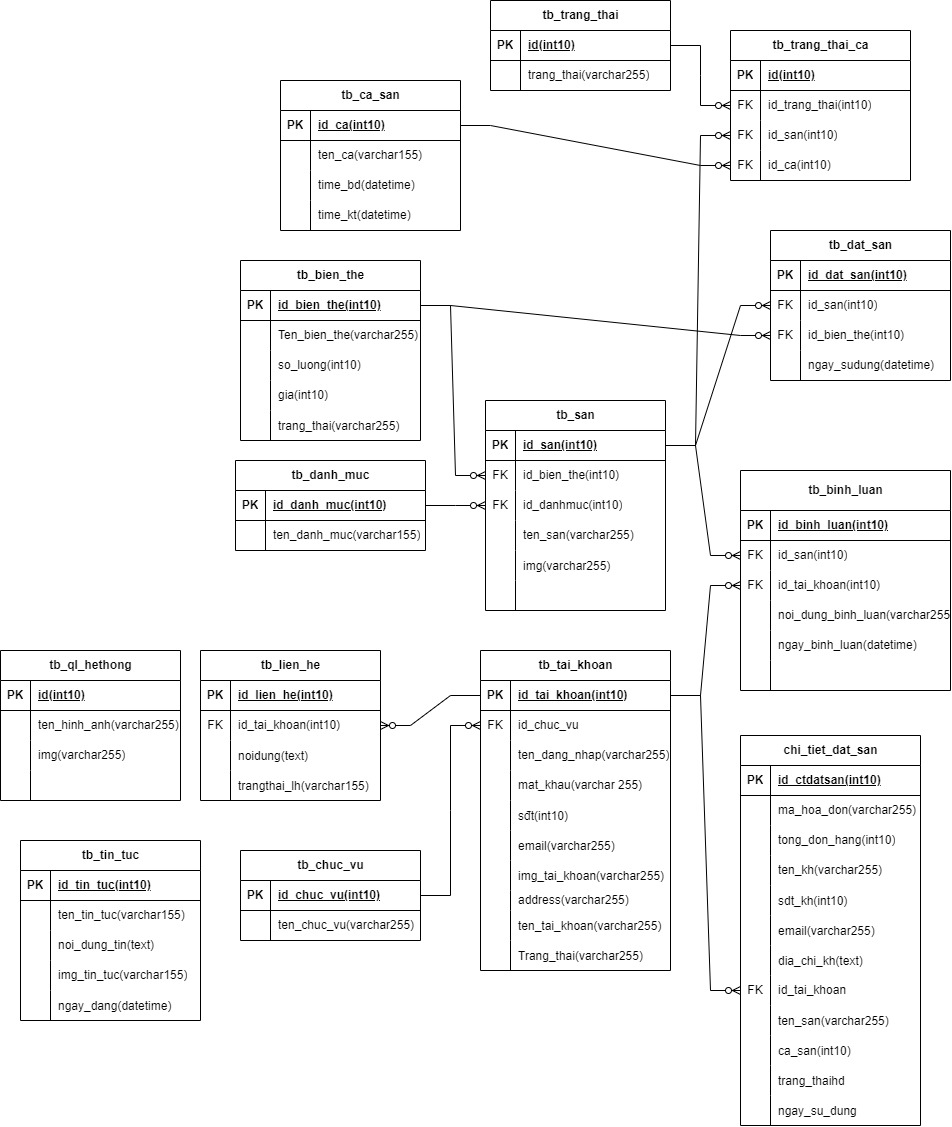 tb_trang_thai
PK id(int10)
trang_thai(varchar255)
tb_trang_thai_ca
PK id(int10)
FK id_trang_thai(int10)
FK id_san(int10)
FK id_ca(int10)
tb_ca_san
PK id_ca(int10)
ten_ca(varchar155)
time_bd(datetime)
time_kt(datetime)
tb_dat_san
PK id_dat_san(int10)
FK id_san(int10)
FK id_bien_the(int10)
ngay_sudung(datetime)
tb_bien_the
PK id_bien_the(int10)
Ten_bien_the(varchar255)
so_luong(int10)
gia(int10)
trang_thai(varchar255)
tb_san
PK id_san(int10)
FK id_bien_the(int10)
FK id_danhmuc(int10)
ten_san(varchar255)
img(varchar255)
tb_danh_muc
PK id_danh_muc(int10)
ten_danh_muc(varchar155)
tb_binh_luan
PK id_binh_luan(int10)
FK id_san(int10)
FK id_tai_khoan(int10)
noi_dung_binh_luan(varchar255
ngay_binh_luan(datetime)
tb_ql_hethong
PK id(int10)
ten_hinh_anh(varchar255)
img(varchar255)
tb_lien_he
PK id_lien_he(int10)
FK id_tai_khoan(int10)
noidung(text)
trangthai_lh(varchar155)
tb_tai_khoan
PK id_tai_khoan(int10)
FK id_chuc_vu
ten_dang_nhap(varchar255)
mat_khau(varchar 255)
sđt(int10)
email(varchar255)
img_tai_khoan(varchar255)
address(varchar255)
ten_tai_khoan(varchar255)
Trang_thai(varchar255)
chi_tiet_dat_san
PK id_ctdatsan(int10)
ma_hoa_don(varchar255)
tong_don_hang(int10)
ten_kh(varchar255)
sdt_kh(int10)
email(varchar255)
dia_chi_kh(text)
FK id_tai_khoan
ten_san(varchar255)
ca_san(int10)
trang_thaihd
ngay_su_dung
tb_tin_tuc
PK id_tin_tuc(int10)
ten_tin_tuc(varchar155)
noi_dung_tin(text)
img_tin_tuc(varchar155)
ngay_dang(datetime)
tb_chuc_vu
PK id_chuc_vu(int10)
ten_chuc_vu(varchar255)